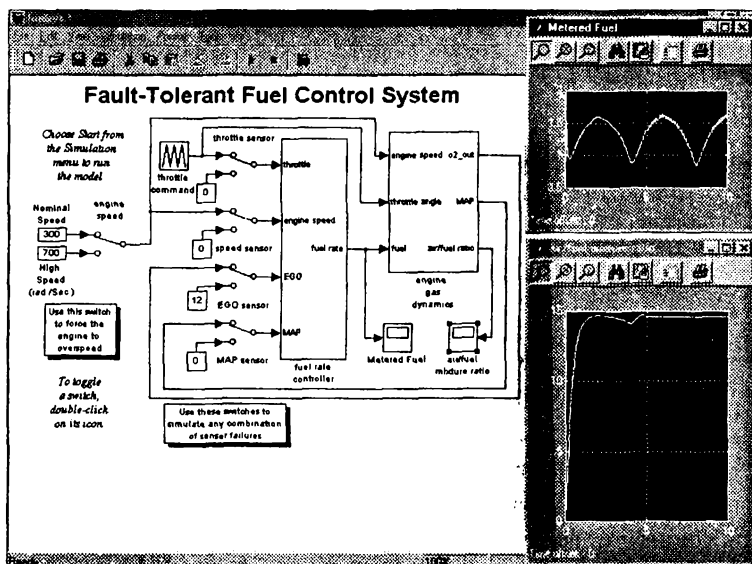 Metered Fuel
Fault-Tolerant Fuel Control System
Choose Start from
the Simulation
menu to run
the model
throttle sensor
throttle
command
0
throttle
engine speed
o2_out
Nominal
Speed
300
700
High
Speed
(rad /Sec)
engine
speed
engine speed
0
speed sensor
throttle angle
MAP
fuel rate
fuel
air/fuel ratio
EGO
12
EGO sensor
engine
gas
dynamics
Use this switch
to force the
engine to
overspeed
MAP
0
MAP sensor
fuel rate
controller
Metered Fuel
air/fuel
mixture ratio
To toggle
a switch,
double-click
on its icon
Use these switches to
simulate any combination
of sensor failures